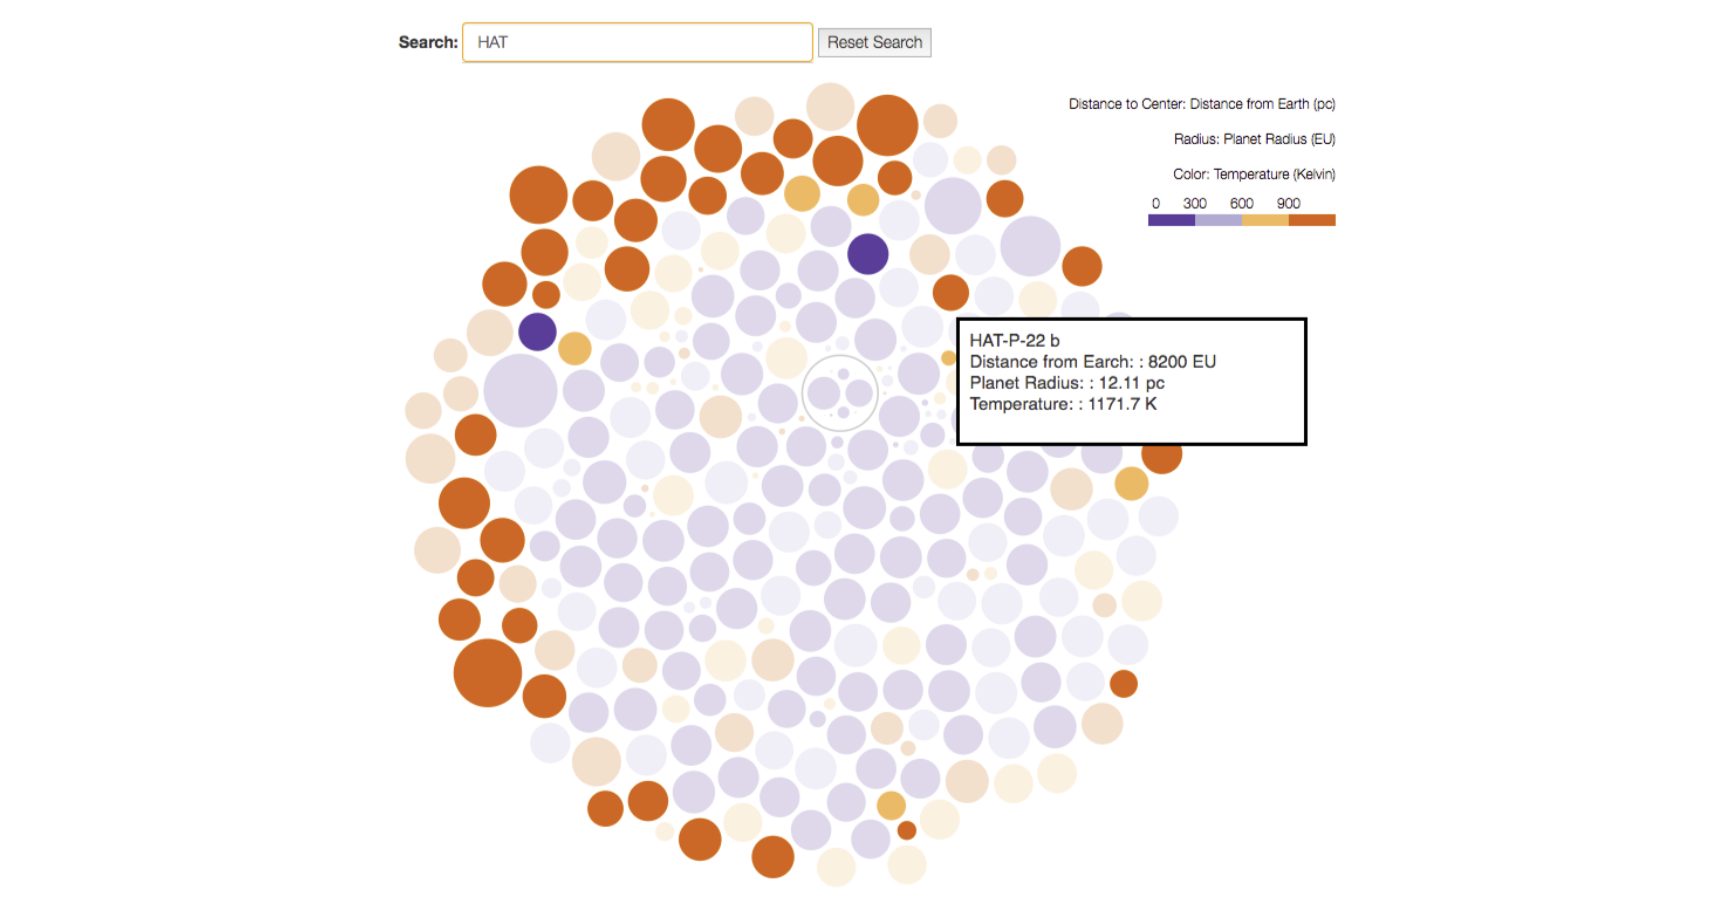 Search: HAT Reset Search
Distance to Center: Distance from Earth (pc)
Radius: Planet Radius (EU)
Color: Temperature (Kelvin)
0 300 600 900
HAT-P-22 b
Distance from Earch: : 8200 EU
Planet Radius: : 12.11 pc
Temperature: : 1171.7 K